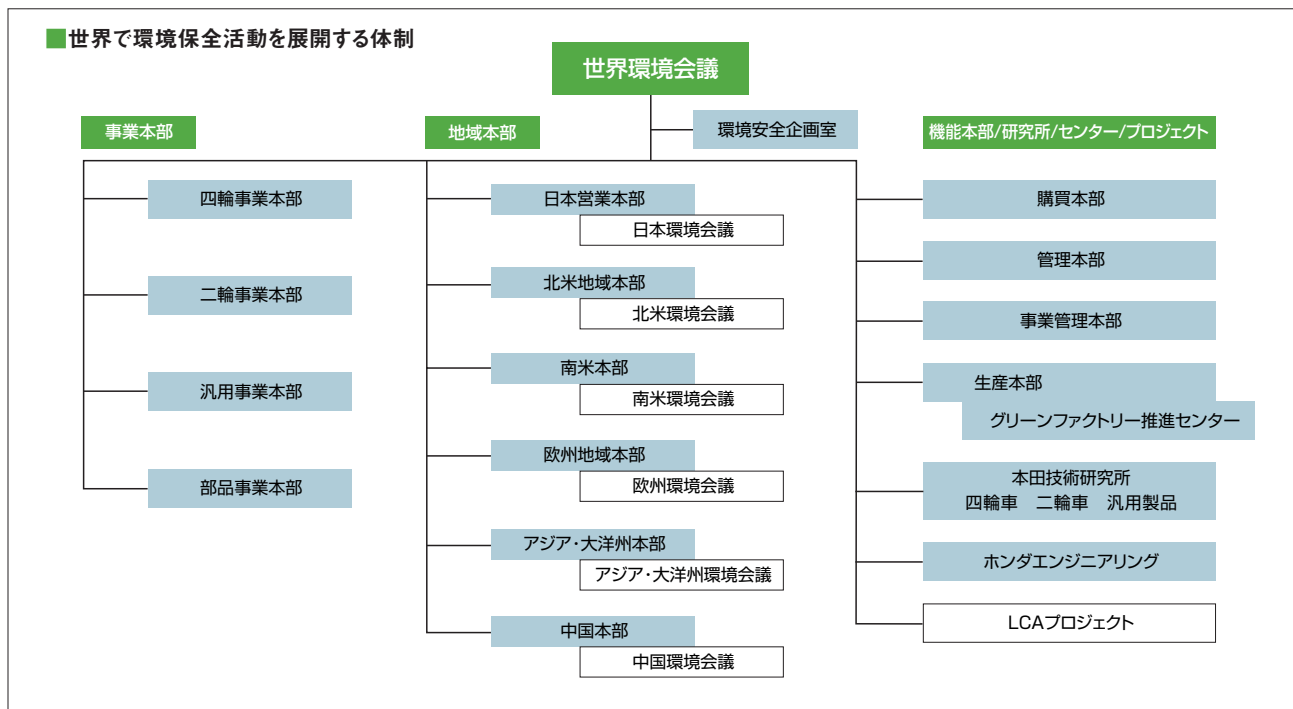 ■世界で環境保全活動を展開する体制
世界環境会議
環境安全企画室
事業本部
四輪事業本部
二輪事業本部
汎用事業本部
部品事業本部
地域本部
日本営業本部
日本環境会議
北米地域本部
北米環境会議
南米本部
南米環境会議
欧州地域本部
欧州環境会議
アジア・大洋州本部
アジア・大洋州環境会議
中国本部
中国環境会議
機能本部/研究所/センター/プロジェクト
購買本部
管理本部
事業管理本部
生産本部
グリーンファクトリー推進センター
本田技術研究所
四輪車　二輪車　汎用製品
ホンダエンジニアリング
LCAプロジェクト